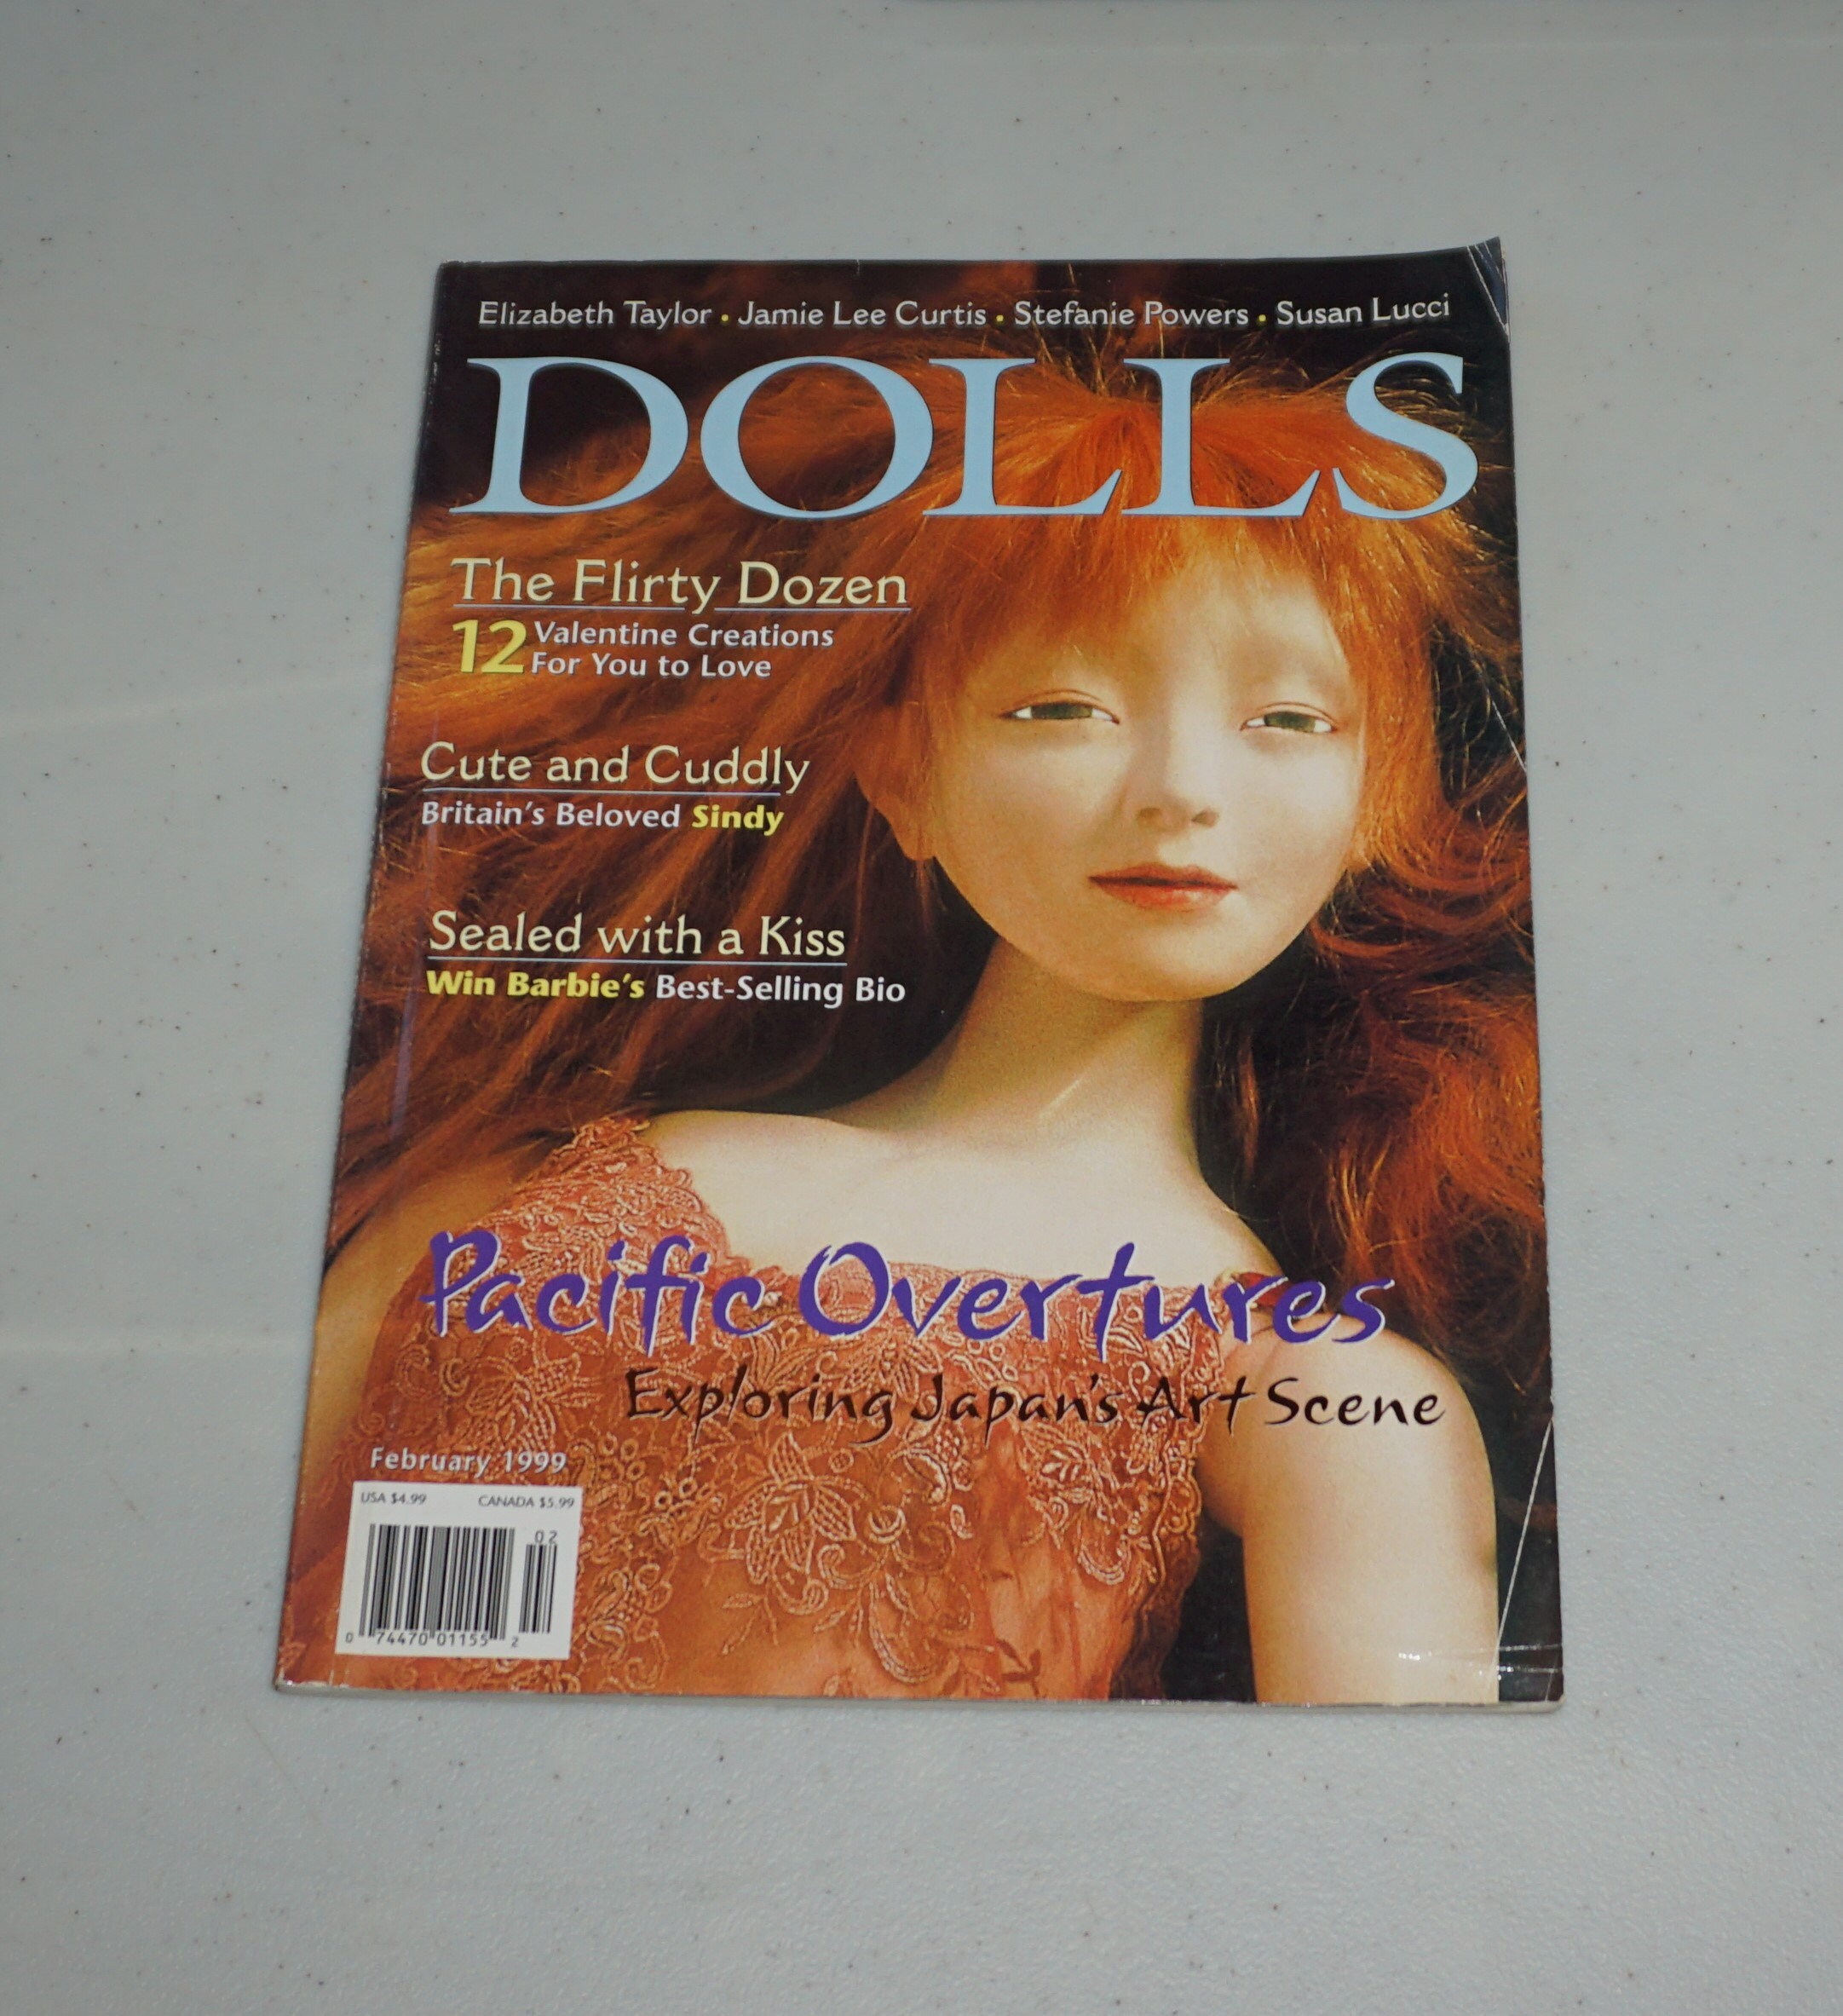 Elizabeth Taylor • Jamie Lee Curtis • Stefanie Powers • Susan Lucci
DOLLS
The Flirty Dozen
12 Valentine Creations
For You to Love
Cute and Cuddly
Britain's Beloved Sindy
Sealed with a Kiss
Win Barbie's Best-Selling Bio
Pacific Overtures
Exploring Japan's Art Scene
February 1999
USA $4.99 CANADA $5.99
02
0 74470 01155 2